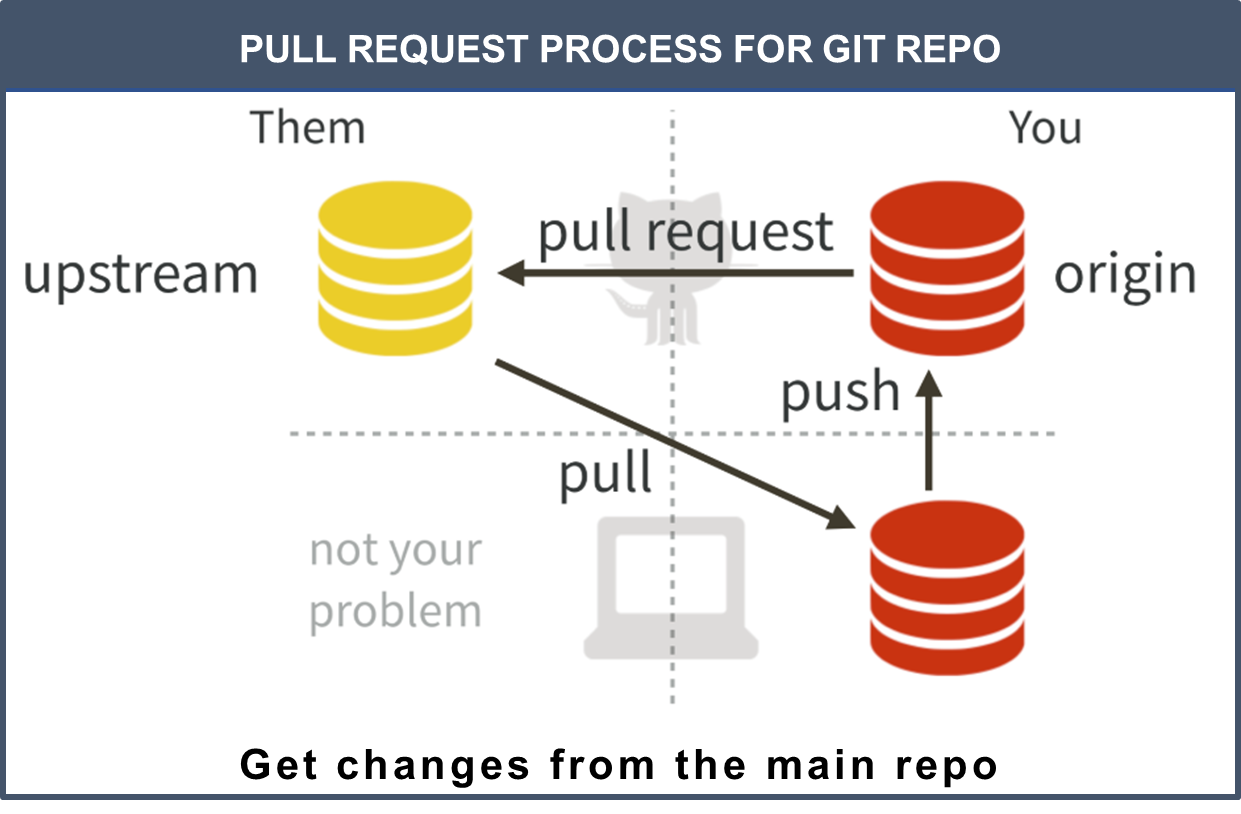 PULL REQUEST PROCESS FOR GIT REPO
Them
You
pull request
upstream
origin
push
pull
not your
problem
Get changes from the main repo